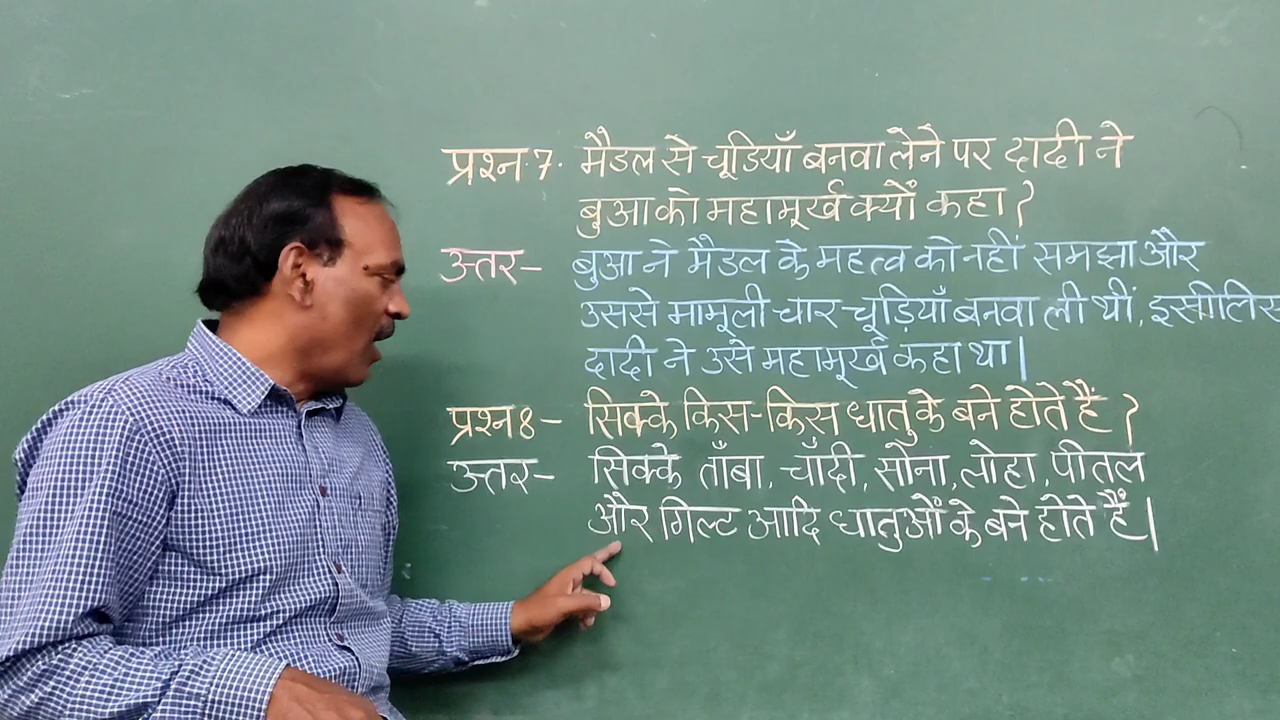 प्रश्न.7. मैडल से चूडियाँ बनवा लेने पर दादी ने
बुआ को महामूर्ख क्यों कहा?
उत्तर- बुआ ने मैडल के महत्व को नहीं समझा और
उससे मामूली चार चूड़ियाँ बनवा ली थीं, इसीलिए
दादी ने उसे महामूर्ख कहा था।
प्रश्न 8- सिक्के किस-किस धातु के बने होते हैं ?
उत्तर- सिक्के ताँबा, चाँदी, सोना, लोहा, पीतल
और गिल्ट आदि धातुओं के बने होते हैं।